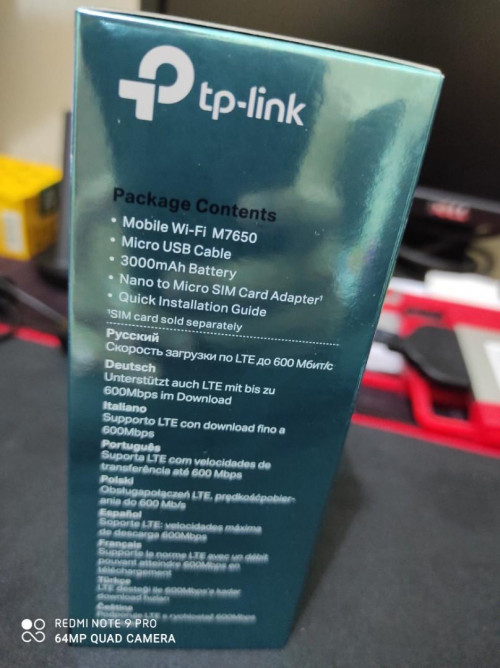 tp-link
Package Contents
• Mobile Wi-Fi M7650
• Micro USB Cable
• 3000mAh Battery
• Nano to Micro SIM Card Adapter¹
• Quick Installation Guide
¹SIM card sold separately
Русский
Скорость загрузки по LTE до 600 Мбит/с
Deutsch
Unterstützt auch LTE mit bis zu
600Mbps im Download
Italiano
Supporto LTE con download fino a
600Mbps
Português
Suporta LTE com velocidades de
transferência até 600 Mbps
Polski
Obsługapołączeń LTE, prędkośćpobier-
ania do 600 Mb/s
Español
Soporte LTE: velocidades máxima
de descarga 600Mbps
Français
Supporte la norme LTE avec un débit
pouvant atteindre 600Mbps en
téléchargement
Türkçe
LTE desteği ile 600Mbps'e kadar
download hızları
Čeština
LTE s rychlostí 600Mbps
REDMI NOTE 9 PRO
64MP QUAD CAMERA